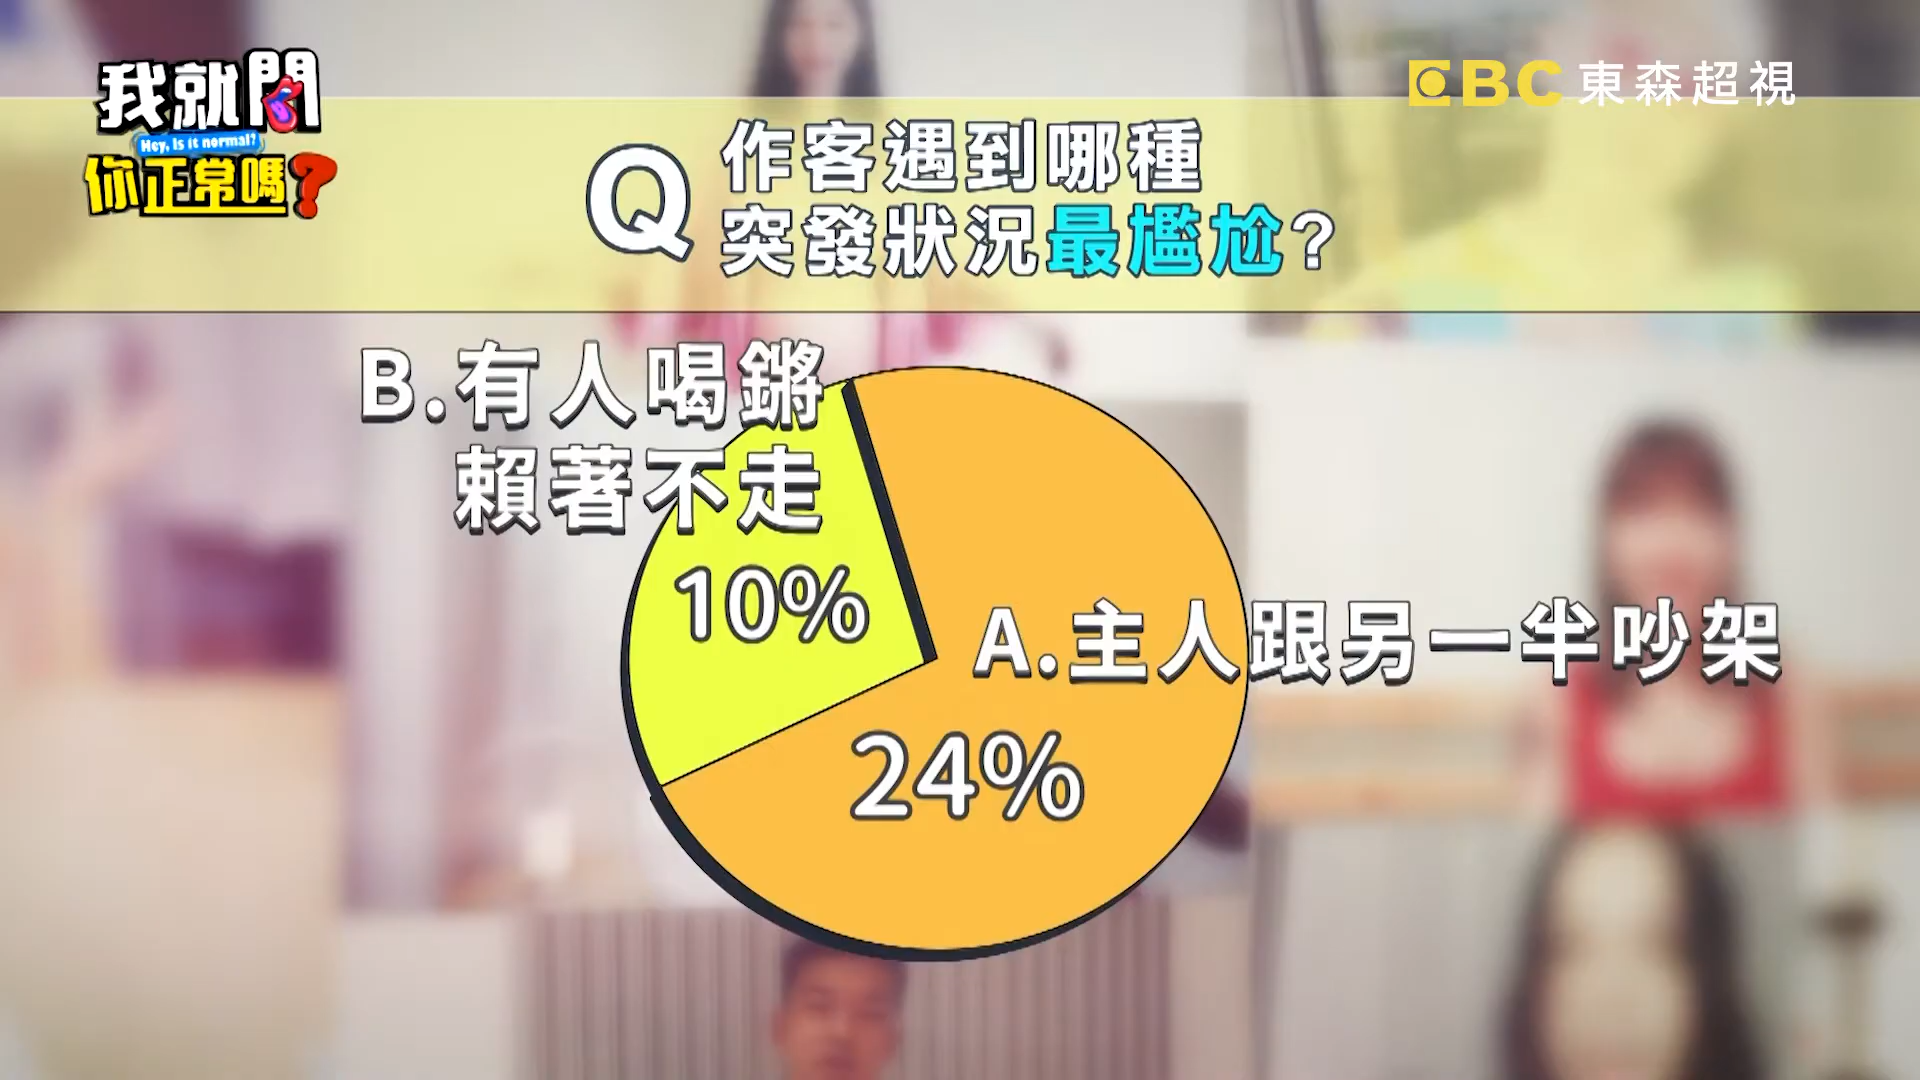 我就問
Hey, is it normal?
你正常嗎?
EBC 東森超視
Q 作客遇到哪種
突發狀況最尷尬?
B.有人喝鏘
賴著不走
10%
A.主人跟另一半吵架
24%